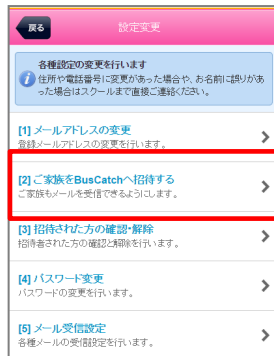 戻る
設定変更
各種設定の変更を行います
住所や電話番号に変更があった場合や、お名前に誤りがあ
った場合はスクールまで直接ご連絡ください。
[1] メールアドレスの変更
登録メールアドレスの変更を行います。
[2] ご家族をBusCatchへ招待する
ご家族もメールを受信できるようにします。
[3] 招待された方の確認・解除
招待者された方の確認と解除を行います。
[4] パスワード変更
パスワードの変更を行います。
[5] メール受信設定
各種メールの受信設定を行います。